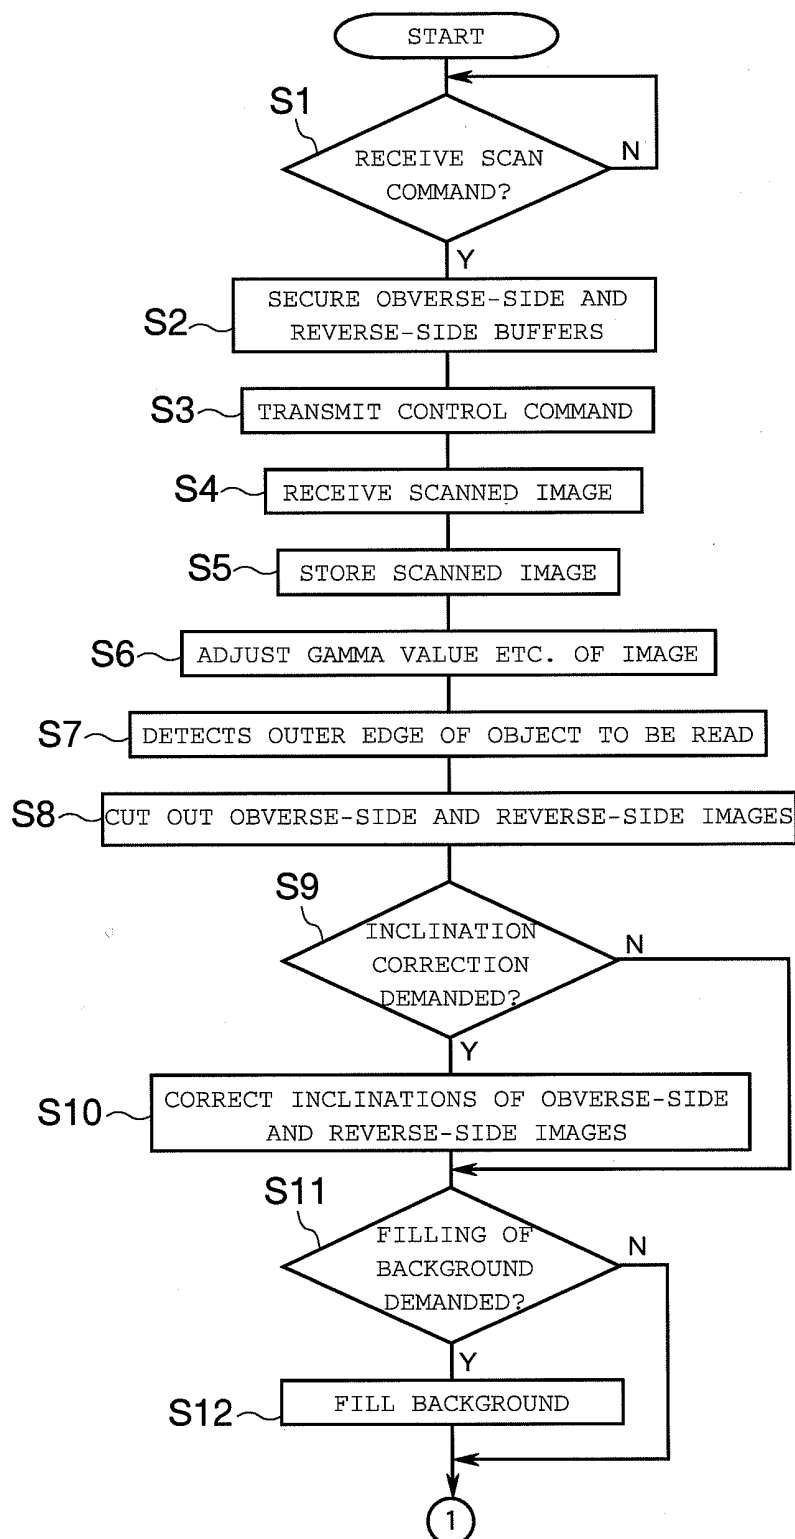 START
S1
RECEIVE SCAN
COMMAND?
N
Y
S2
SECURE OBVERSE-SIDE AND
REVERSE-SIDE BUFFERS
S3
TRANSMIT CONTROL COMMAND
S4
RECEIVE SCANNED IMAGE
S5
STORE SCANNED IMAGE
S6
ADJUST GAMMA VALUE ETC. OF IMAGE
S7
DETECTS OUTER EDGE OF OBJECT TO BE READ
S8
CUT OUT OBVERSE-SIDE AND REVERSE-SIDE IMAGES
S9
INCLINATION
CORRECTION
DEMANDED?
N
Y
S10
CORRECT INCLINATIONS OF OBVERSE-SIDE
AND REVERSE-SIDE IMAGES
S11
FILLING OF
BACKGROUND
DEMANDED?
N
Y
S12
FILL BACKGROUND
1